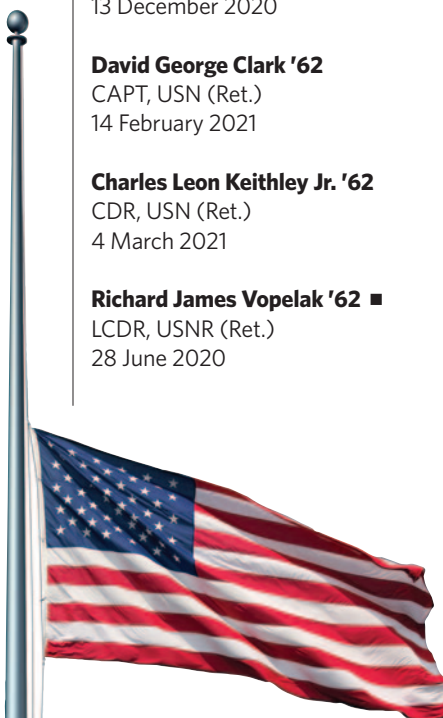 13 December 2020
David George Clark '62
CAPT, USN (Ret.)
14 February 2021
Charles Leon Keithley Jr. '62
CDR, USN (Ret.)
4 March 2021
Richard James Vopelak '62 ■
LCDR, USNR (Ret.)
28 June 2020